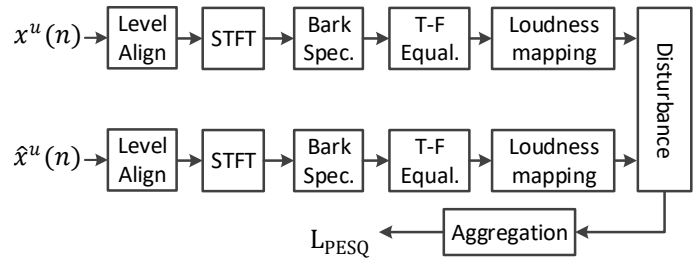 xᵘ(n)
Level
Align
STFT
Bark
Spec.
T-F
Equal.
Loudness
mapping
Disturbance
x̂ᵘ(n)
Level
Align
STFT
Bark
Spec.
T-F
Equal.
Loudness
mapping
L_PESQ
Aggregation